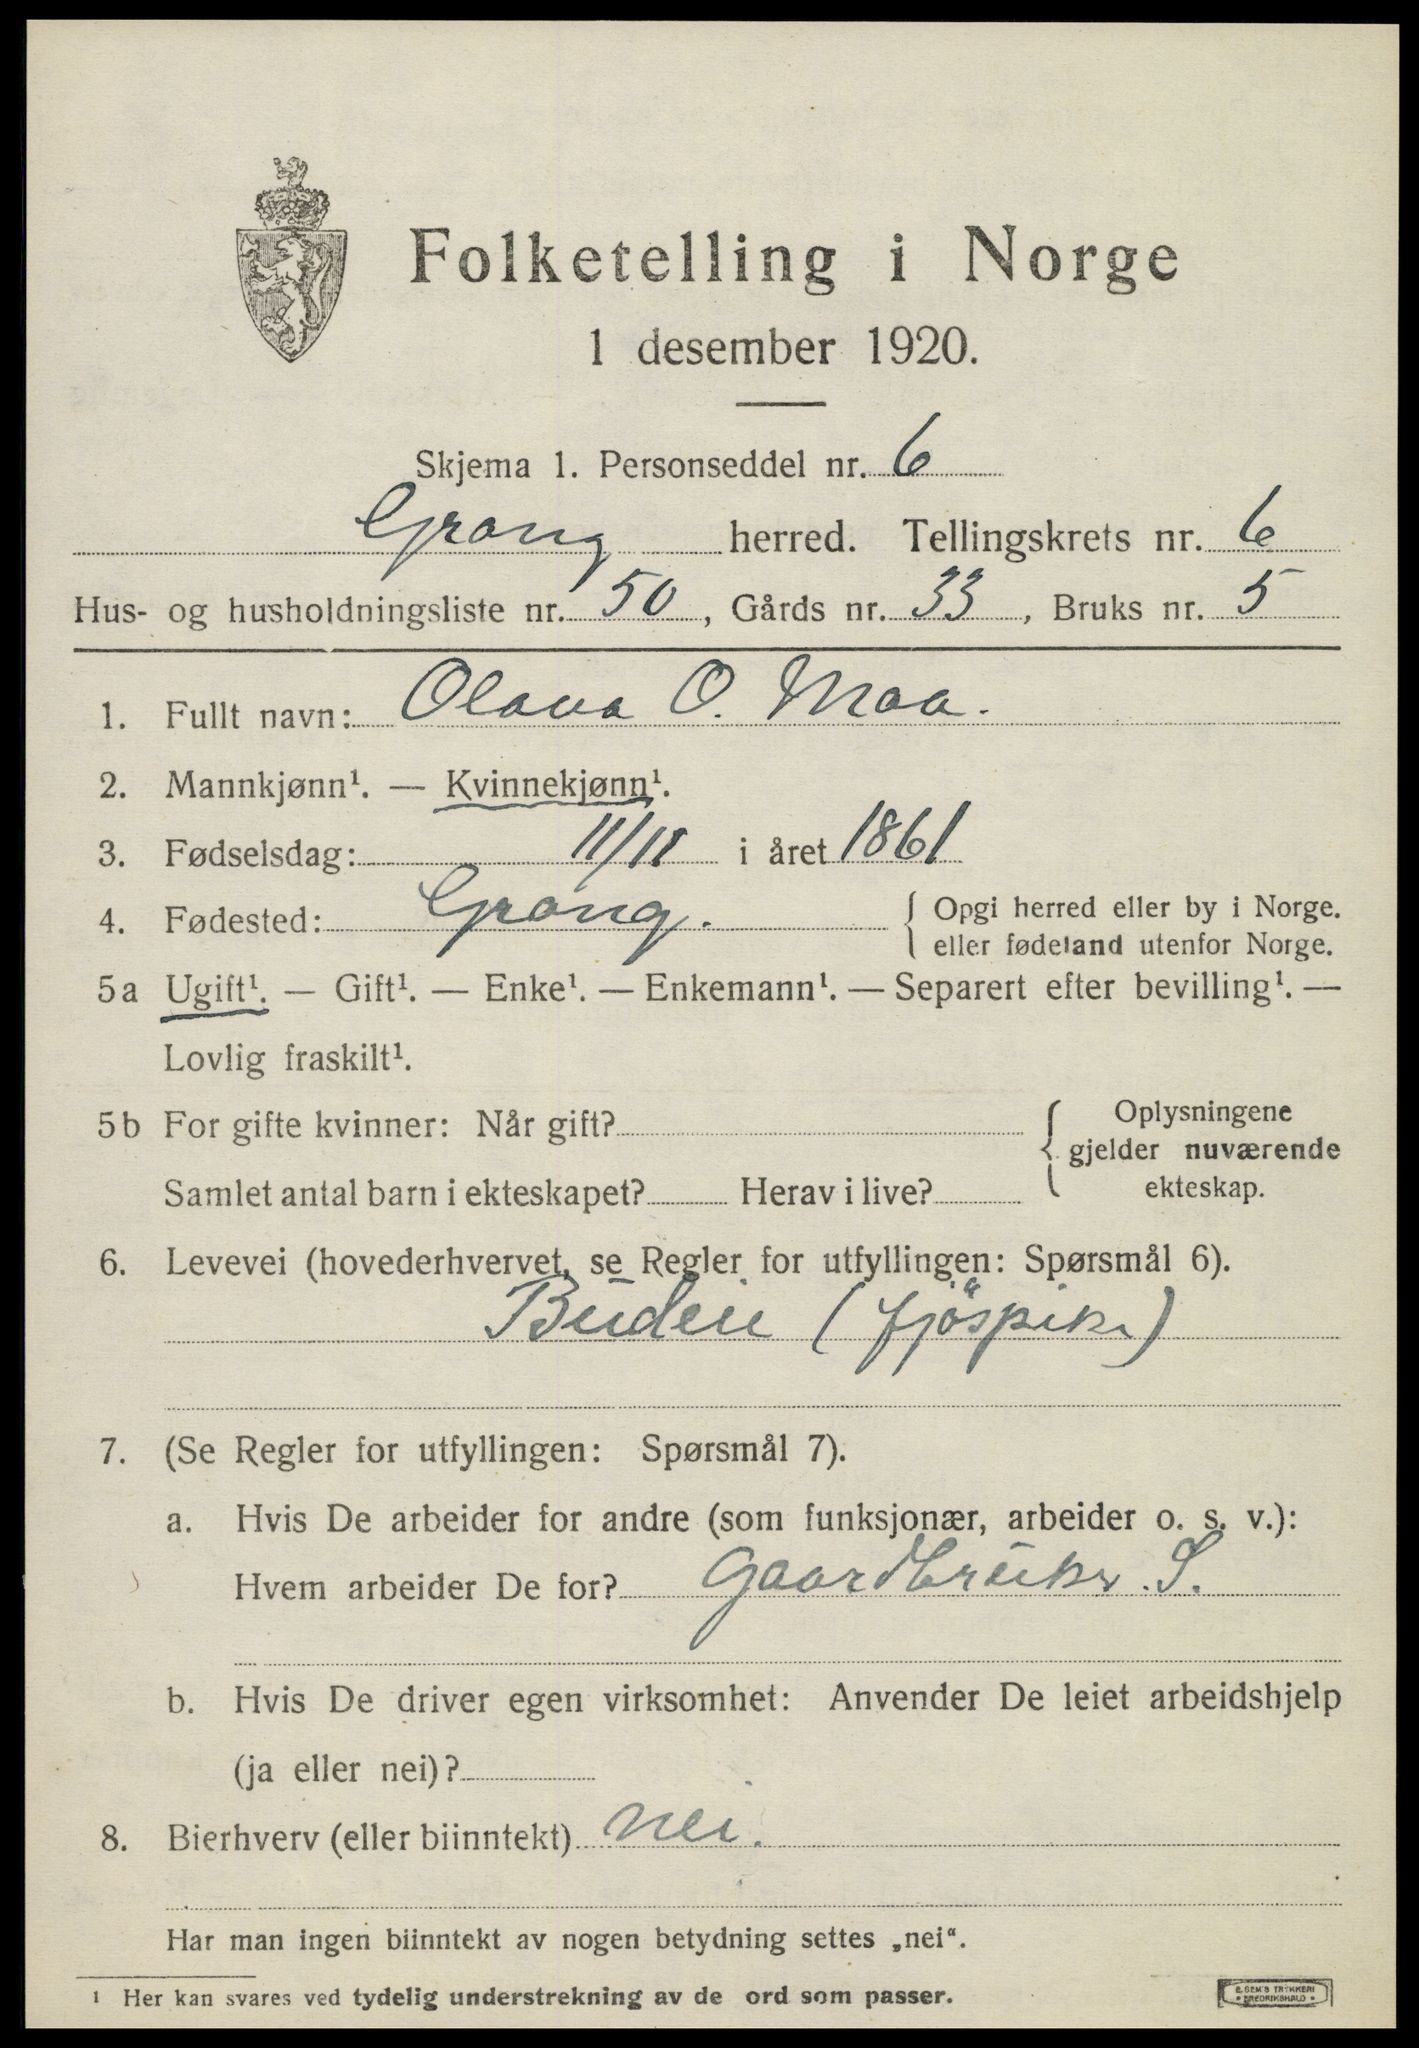 Folketelling i Norge
1 desember 1920.
Skjema 1. Personseddel nr. 6
Grong herred. Tellingskrets nr. 6
Hus- og husholdningsliste nr. 50, Gårds nr. 33, Bruks nr. 5
1. Fullt navn: Olava O. Moa.
2. Mannkjønn¹. — Kvinnekjønn¹.
3. Fødselsdag: 11/11 i året 1861
4. Fødested: Grong. { Opgi herred eller by i Norge.
eller fødeland utenfor Norge.
5a Ugift¹. — Gift¹. — Enke¹. — Enkemann¹. — Separert efter bevilling¹. —
Lovlig fraskilt¹.
5b For gifte kvinner: Når gift? { Oplysningene
gjelder nuværende
Samlet antal barn i ekteskapet? Herav i live? ekteskap.
6. Levevei (hovederhvervet, se Regler for utfyllingen: Spørsmål 6).
Budeie (fjöspike)
7. (Se Regler for utfyllingen: Spørsmål 7).
a. Hvis De arbeider for andre (som funksjonær, arbeider o. s. v.):
Hvem arbeider De for? Gaardbruker S.
b. Hvis De driver egen virksomhet: Anvender De leiet arbeidshjelp
(ja eller nei)?
8. Bierhverv (eller biinntekt) nei.
Har man ingen biinntekt av nogen betydning settes „nei“.
¹ Her kan svares ved tydelig understrekning av de ord som passer.
E. SEM'S TRYKKERI
• FREDRIKSHALD •